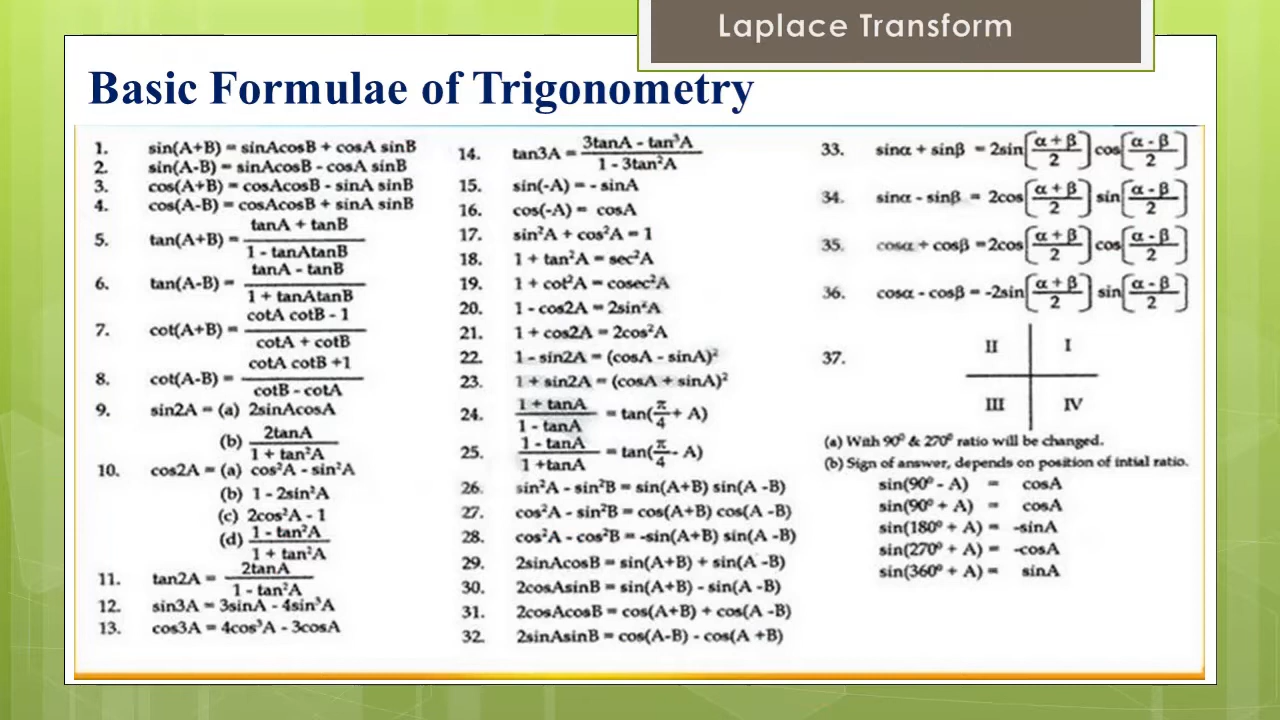 Laplace Transform
Basic Formulae of Trigonometry
1. sin(A+B) = sinAcosB + cosA sinB
2. sin(A-B) = sinAcosB - cosA sinB
3. cos(A+B) = cosAcosB - sinA sinB
4. cos(A-B) = cosAcosB + sinA sinB
5. tan(A+B) = (tanA + tanB)/(1 - tanAtanB)
6. tan(A-B) = (tanA - tanB)/(1 + tanAtanB)
7. cot(A+B) = (cotA cotB - 1)/(cotA + cotB)
8. cot(A-B) = (cotA cotB +1)/(cotB - cotA)
9. sin2A = (a) 2sinAcosA
(b) 2tanA/(1 + tan²A)
10. cos2A = (a) cos²A - sin²A
(b) 1 - 2sin²A
(c) 2cos²A - 1
(d) (1 - tan²A)/(1 + tan²A)
11. tan2A = 2tanA/(1 - tan²A)
12. sin3A = 3sinA - 4sin³A
13. cos3A = 4cos³A - 3cosA
14. tan3A = (3tanA - tan³A)/(1 - 3tan²A)
15. sin(-A) = - sinA
16. cos(-A) = cosA
17. sin²A + cos²A = 1
18. 1 + tan²A = sec²A
19. 1 + cot²A = cosec²A
20. 1 - cos2A = 2sin²A
21. 1 + cos2A = 2cos²A
22. 1 - sin2A = (cosA - sinA)²
23. 1 + sin2A = (cosA + sinA)²
24. (1 + tanA)/(1 - tanA) = tan(π/4 + A)
25. (1 - tanA)/(1 +tanA) = tan(π/4 - A)
26. sin²A - sin²B = sin(A+B) sin(A -B)
27. cos²A - sin²B = cos(A+B) cos(A -B)
28. cos²A - cos²B = -sin(A+B) sin(A -B)
29. 2sinAcosB = sin(A+B) + sin(A -B)
30. 2cosAsinB = sin(A+B) - sin(A -B)
31. 2cosAcosB = cos(A+B) + cos(A -B)
32. 2sinAsinB = cos(A-B) - cos(A +B)
33. sinα + sinβ = 2sin[(α + β)/2] cos[(α - β)/2]
34. sinα - sinβ = 2cos[(α + β)/2] sin[(α - β)/2]
35. cosα + cosβ =2cos[(α + β)/2] cos[(α - β)/2]
36. cosα - cosβ = -2sin[(α + β)/2] sin[(α - β)/2]
37.
II I
III IV
(a) With 90⁰ & 270⁰ ratio will be changed.
(b) Sign of answer, depends on position of intial ratio.
sin(90⁰ - A) = cosA
sin(90⁰ + A) = cosA
sin(180⁰ + A) = -sinA
sin(270⁰ + A) = -cosA
sin(360⁰ + A) = sinA